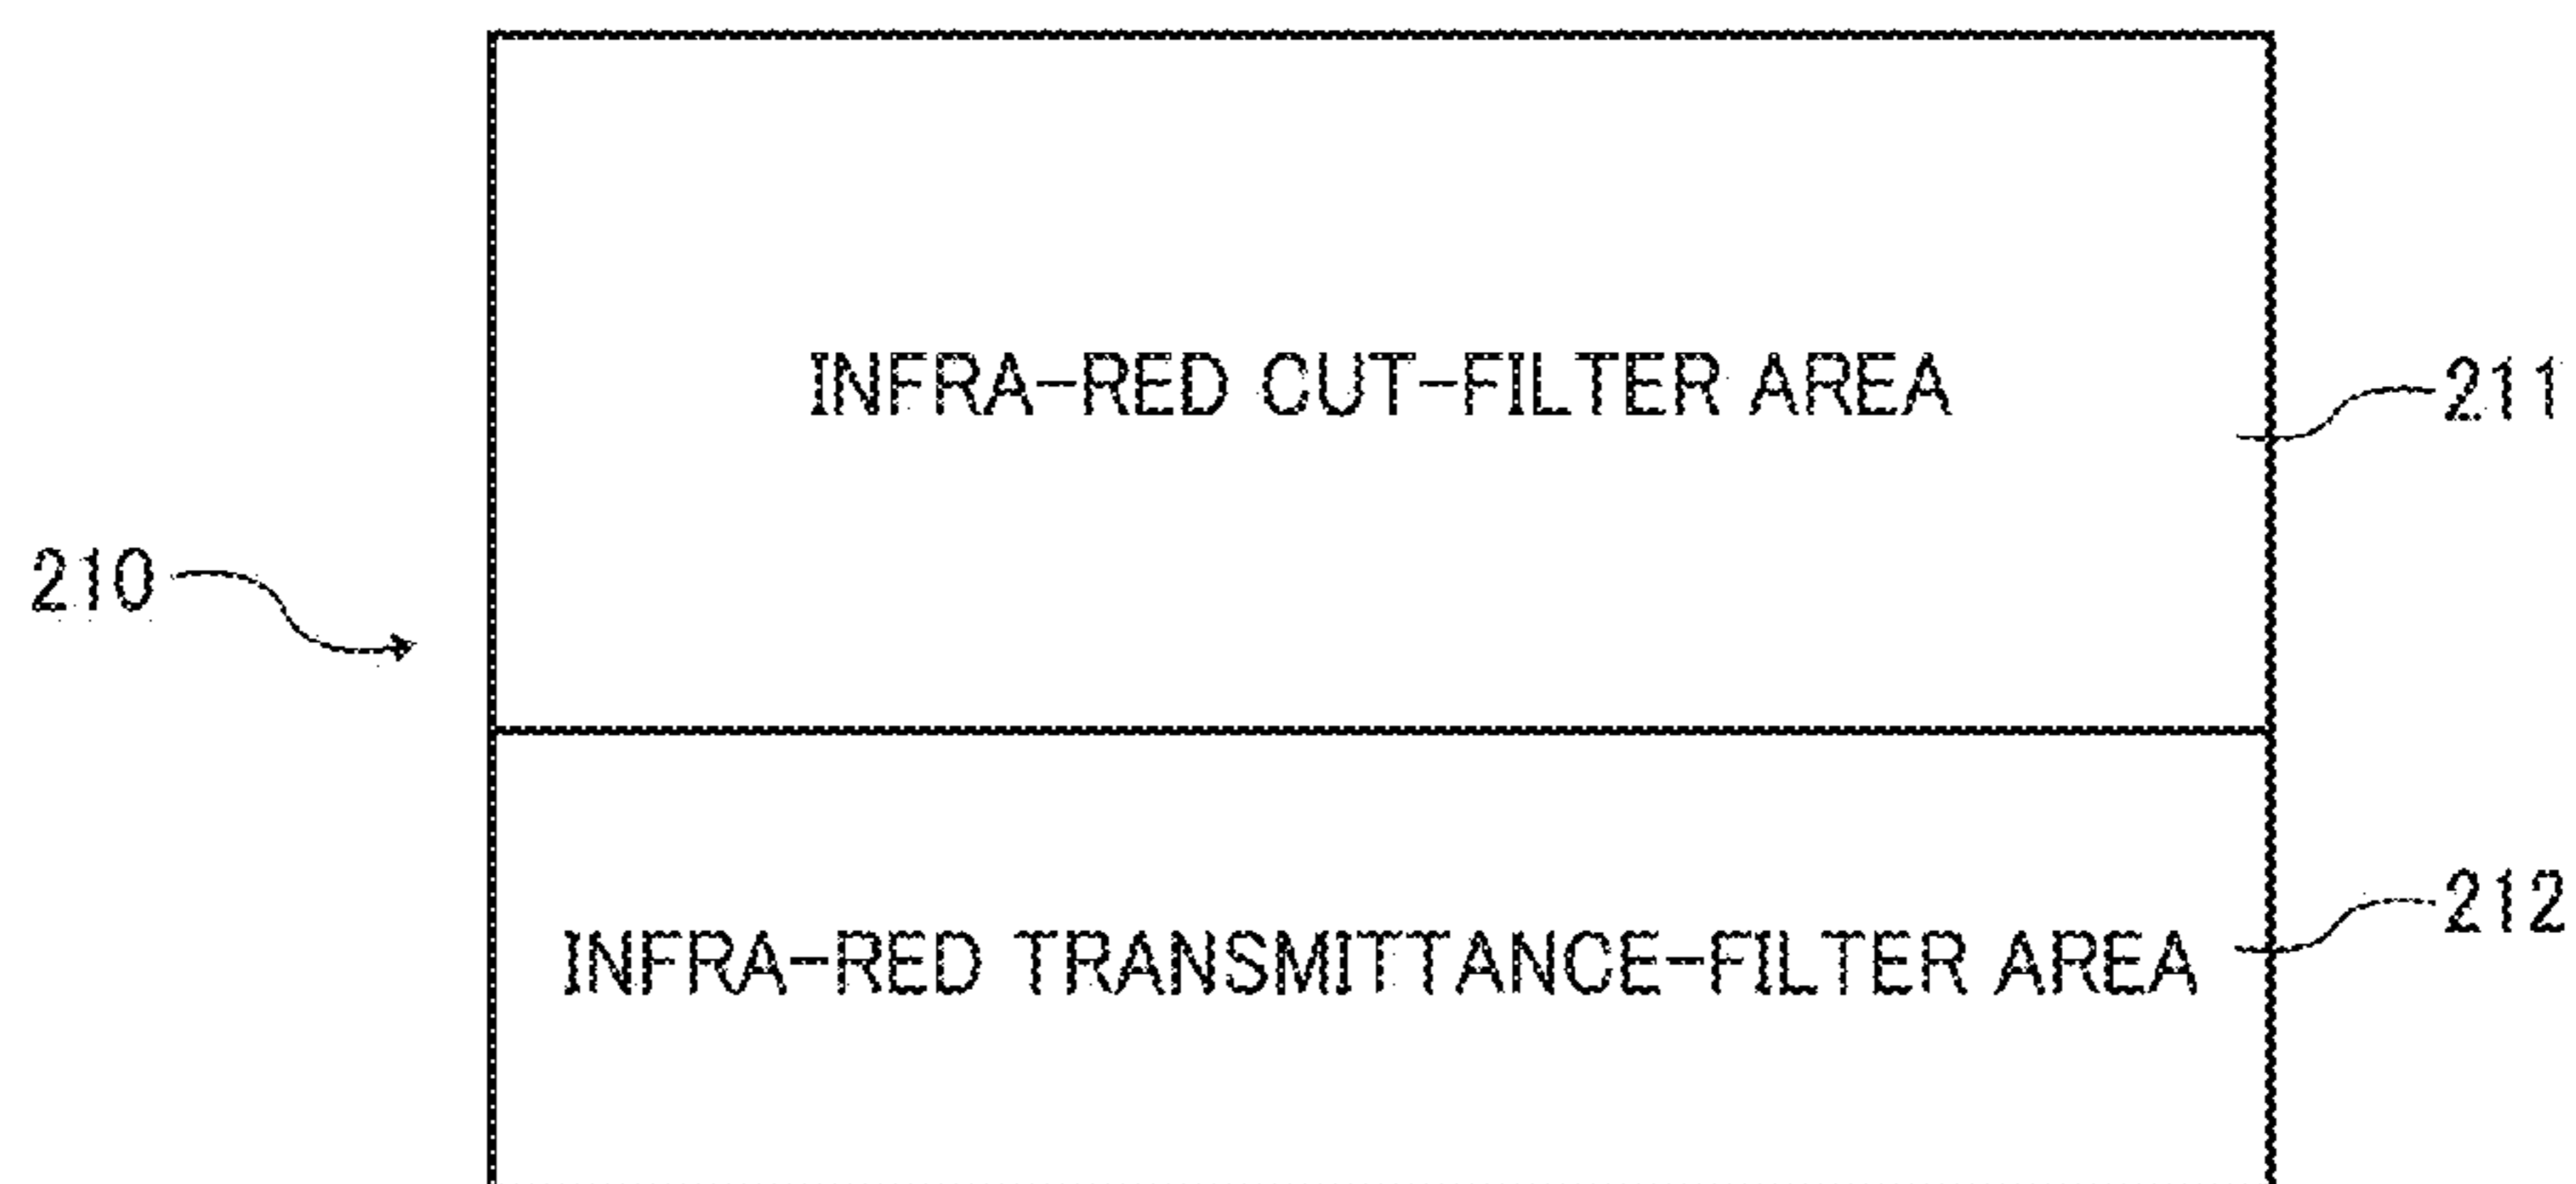 INFRA-RED CUT-FILTER AREA
211
210
212
INFRA-RED TRANSMITTANCE-FILTER AREA